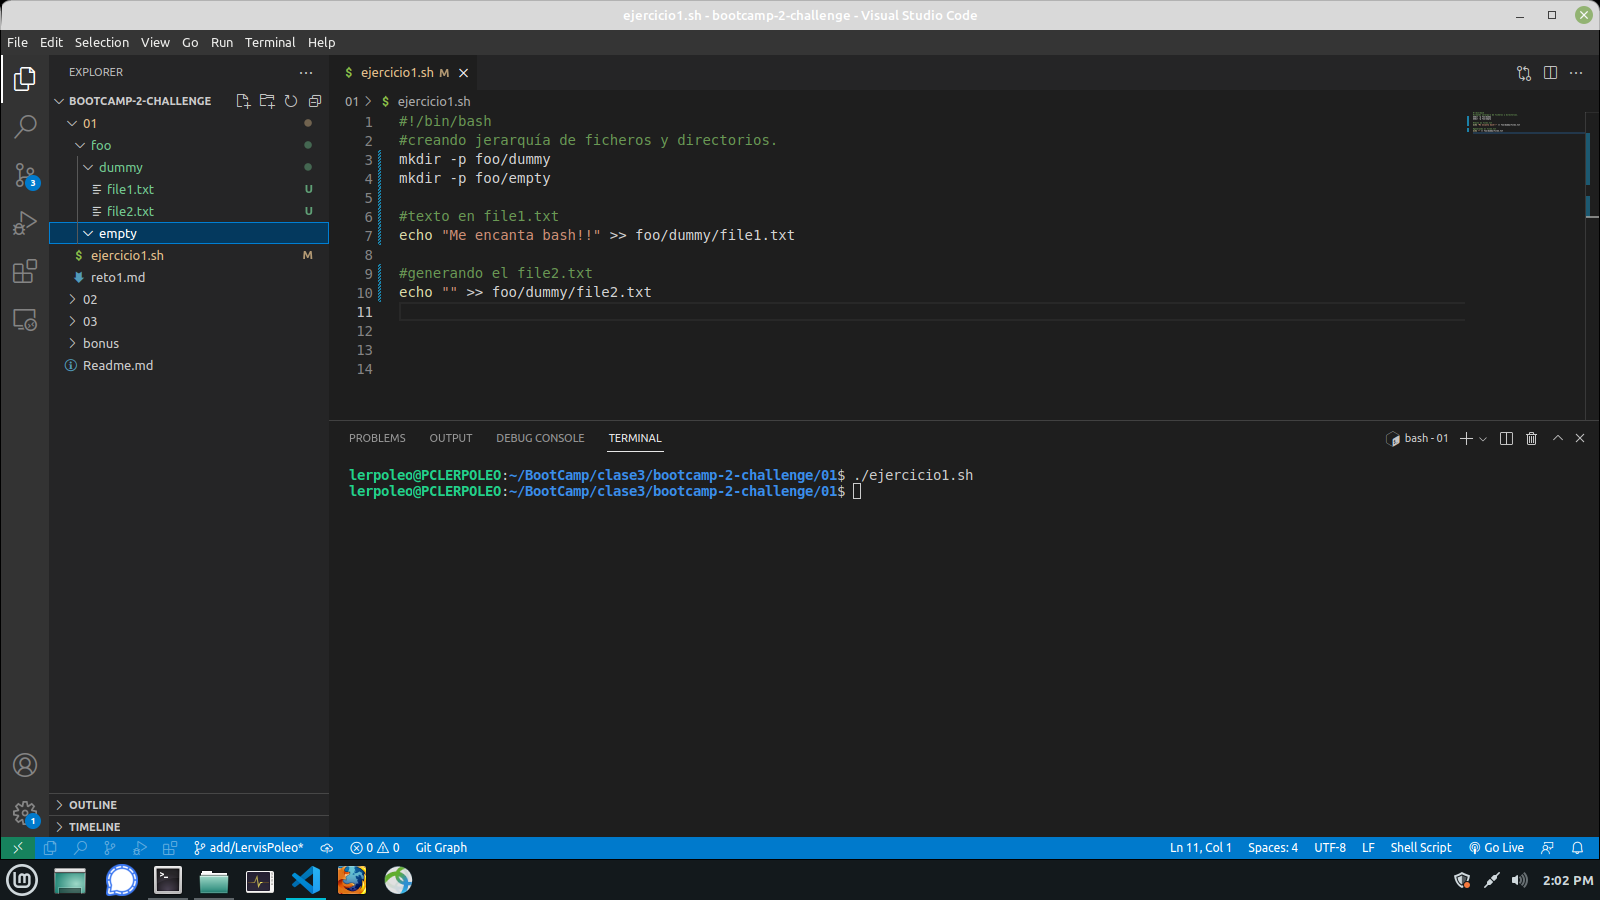 ejercicio1.sh - bootcamp-2-challenge - Visual Studio Code
File Edit Selection View Go Run Terminal Help
EXPLORER
BOOTCAMP-2-CHALLENGE
01
foo
dummy
file1.txt U
file2.txt U
empty
$ ejercicio1.sh M
reto1.md
02
03
bonus
Readme.md
OUTLINE
TIMELINE
3
1
$ ejercicio1.sh M
01 > $ ejercicio1.sh
1 #!/bin/bash
2 #creando jerarquía de ficheros y directorios.
3 mkdir -p foo/dummy
4 mkdir -p foo/empty
5
6 #texto en file1.txt
7 echo "Me encanta bash!!" >> foo/dummy/file1.txt
8
9 #generando el file2.txt
10 echo "" >> foo/dummy/file2.txt
11
12
13
14
PROBLEMS OUTPUT DEBUG CONSOLE TERMINAL bash - 01
lerpoleo@PCLERPOLEO:~/BootCamp/clase3/bootcamp-2-challenge/01$ ./ejercicio1.sh
lerpoleo@PCLERPOLEO:~/BootCamp/clase3/bootcamp-2-challenge/01$
add/LervisPoleo* 0 0 Git Graph Ln 11, Col 1 Spaces: 4 UTF-8 LF Shell Script Go Live
2:02 PM